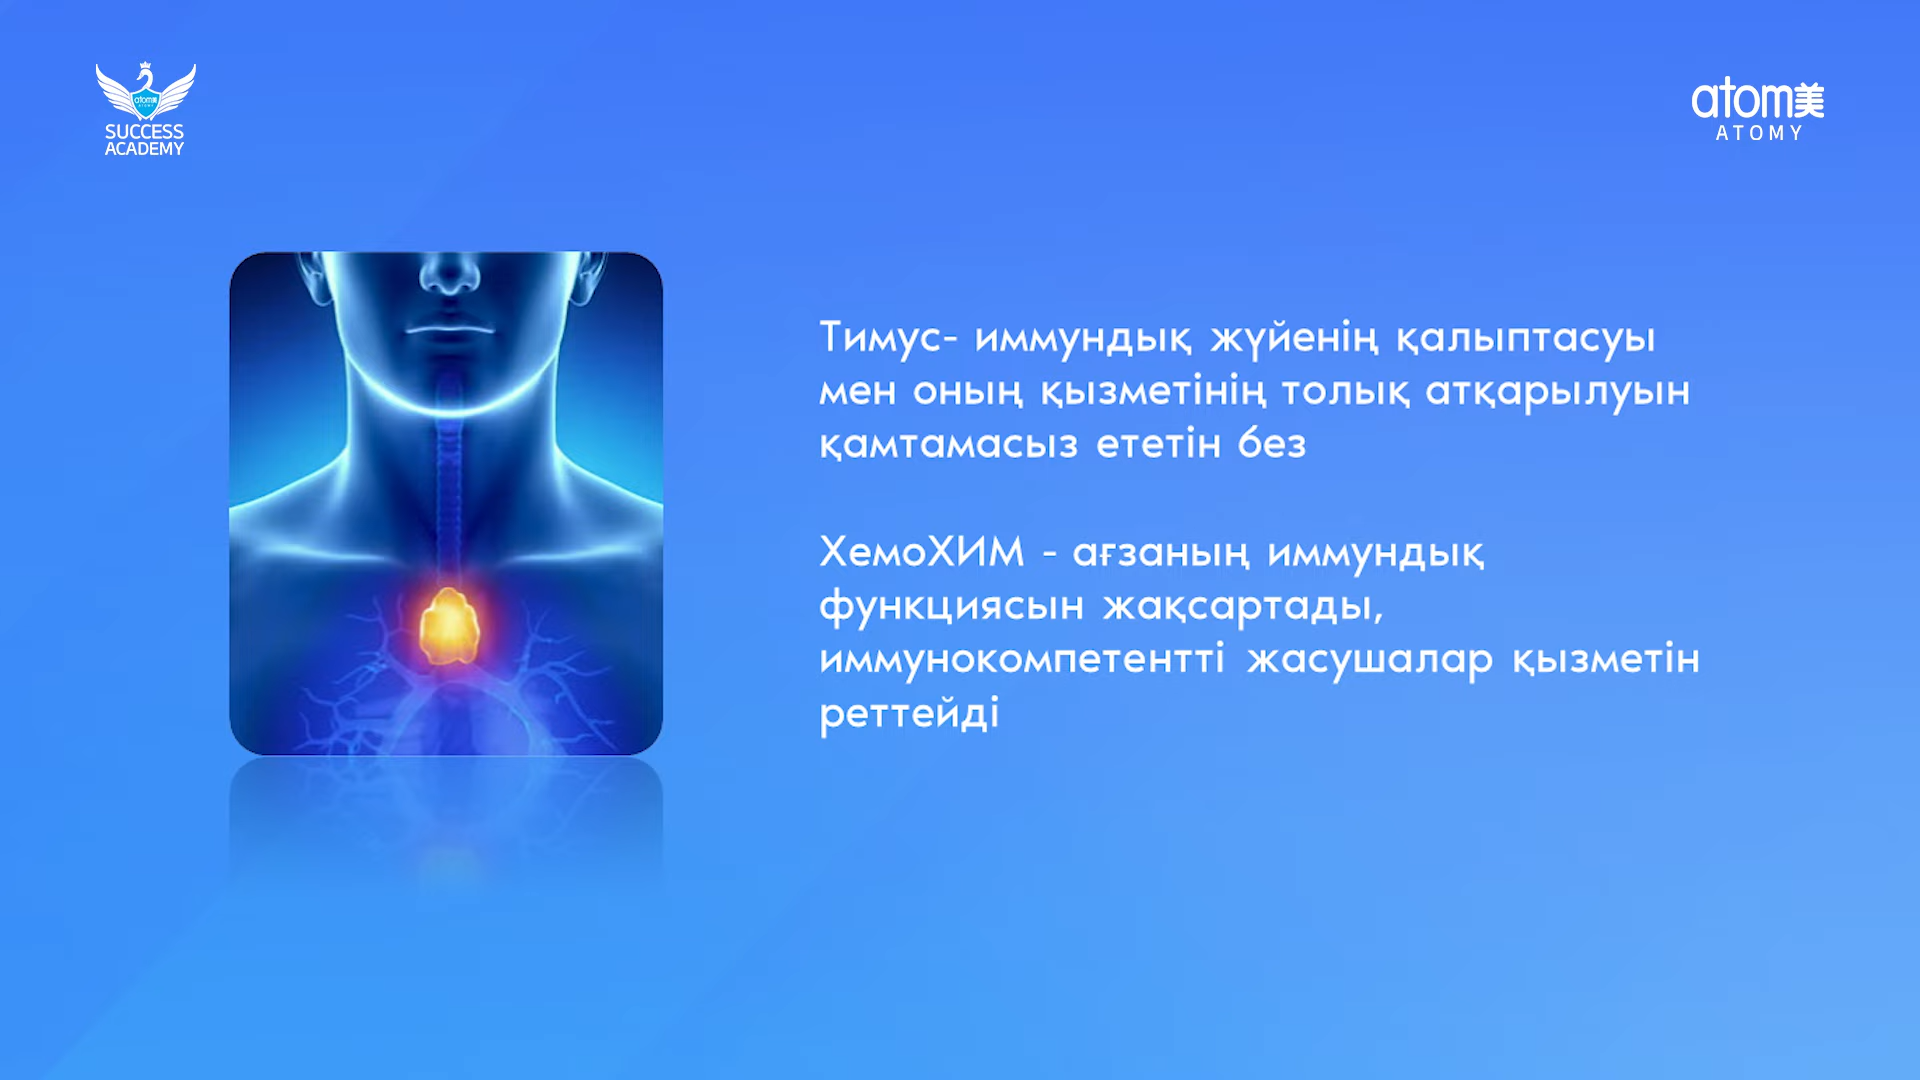 SUCCESS
ACADEMY
atom美
ATOMY
Тимус- иммундық жүйенің қалыптасуы
мен оның қызметінің толық атқарылуын
қамтамасыз ететін без
ХемоХИМ - ағзаның иммундық
функциясын жақсартады,
иммунокомпетентті жасушалар қызметін
реттейді